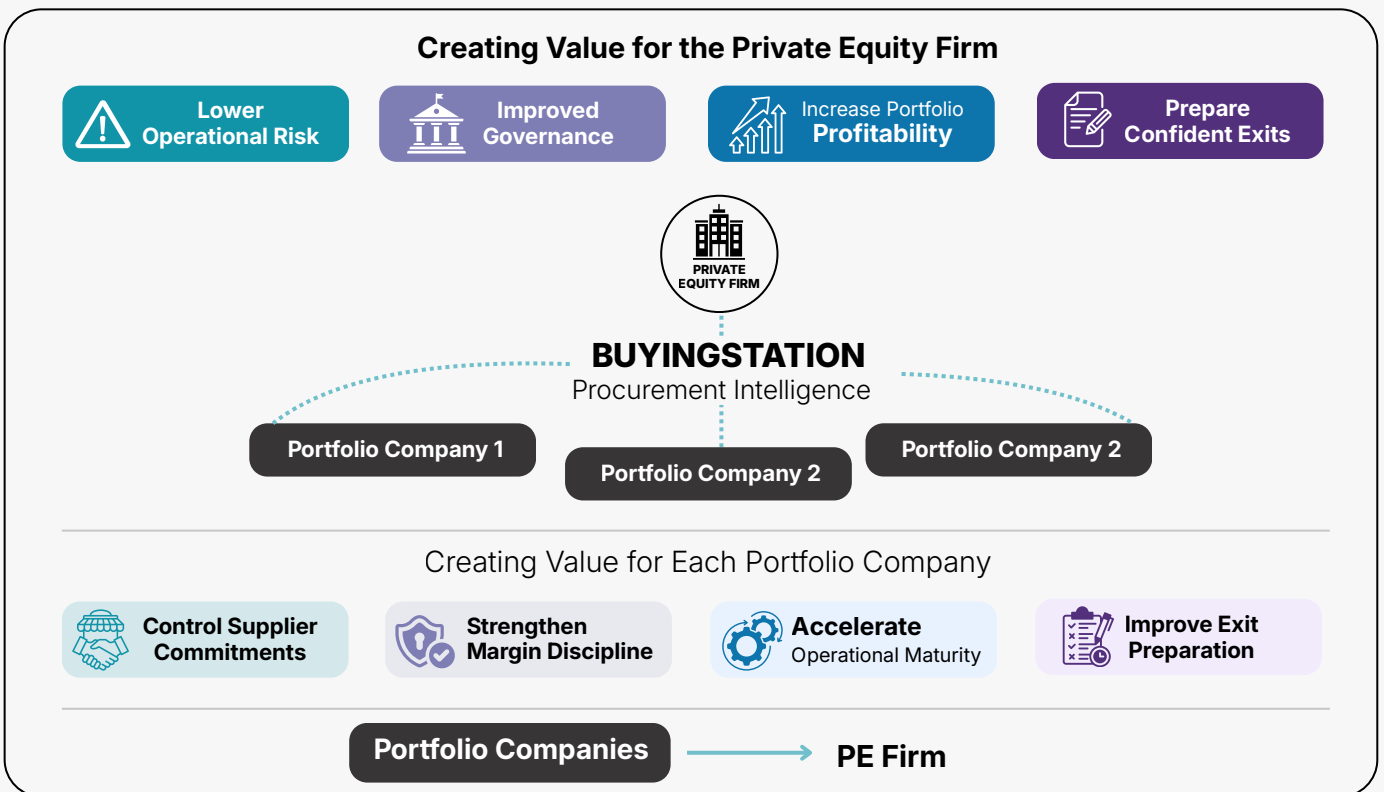 Creating Value for the Private Equity Firm
Lower
Operational Risk
Improved
Governance
Increase Portfolio
Profitability
Prepare
Confident Exits
PRIVATE
EQUITY FIRM
BUYINGSTATION
Procurement Intelligence
Portfolio Company 1
Portfolio Company 2
Portfolio Company 2
Creating Value for Each Portfolio Company
Control Supplier
Commitments
Strengthen
Margin Discipline
Accelerate
Operational Maturity
Improve Exit
Preparation
Portfolio Companies
PE Firm